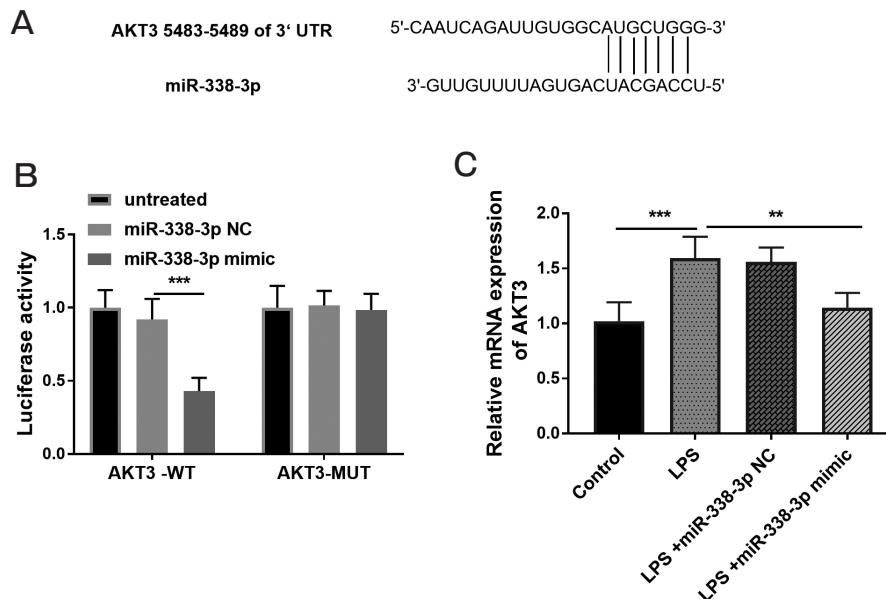 A
AKT3 5483-5489 of 3‘ UTR
5'-CAAUCAGAUUGUGGCAUGCUGGG-3'
miR-338-3p
3'-GUUGUUUUAGUGACUACGACCU-5'
B
untreated
miR-338-3p NC
miR-338-3p mimic
Luciferase activity
1.5
1.0
0.5
0.0
***
AKT3 -WT
AKT3-MUT
C
Relative mRNA expression
of AKT3
2.0
1.5
1.0
0.5
0.0
***
**
Control
LPS
LPS +miR-338-3p NC
LPS +miR-338-3p mimic